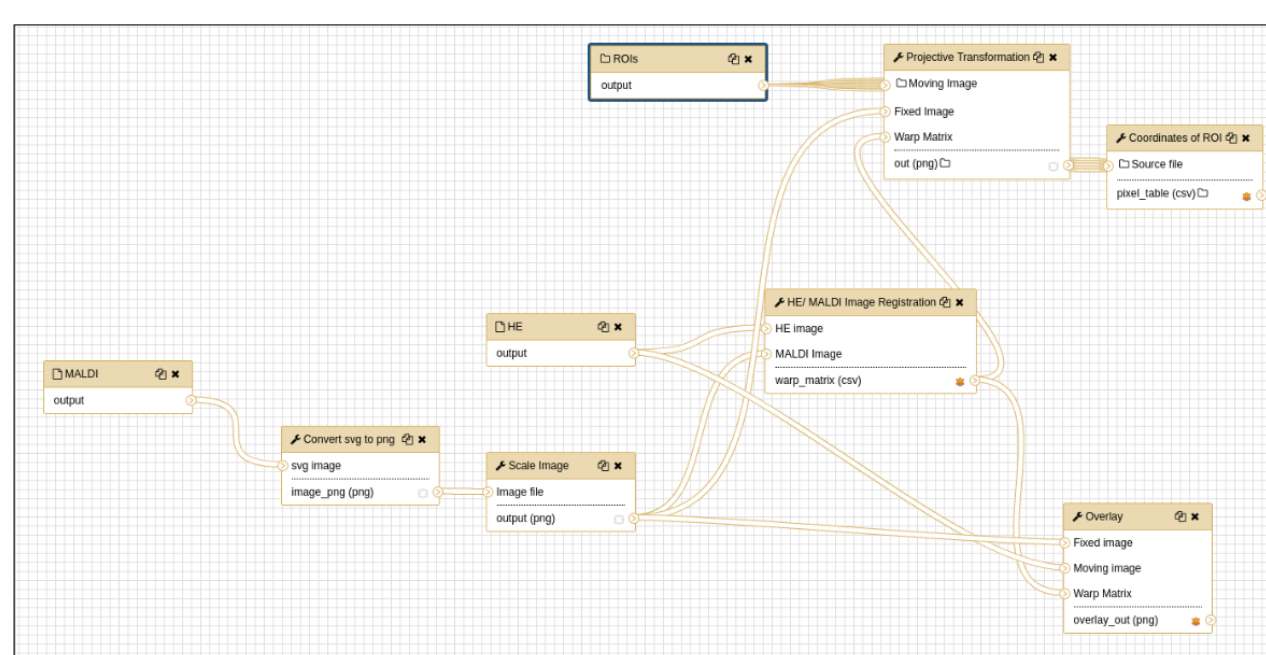 ROIs
output
Projective Transformation
Moving Image
Fixed Image
Warp Matrix
out (png)
Coordinates of ROI
Source file
pixel_table (csv)
HE/ MALDI Image Registration
HE image
MALDI Image
warp_matrix (csv)
HE
output
MALDI
output
Convert svg to png
svg image
image_png (png)
Scale Image
Image file
output (png)
Overlay
Fixed image
Moving image
Warp Matrix
overlay_out (png)